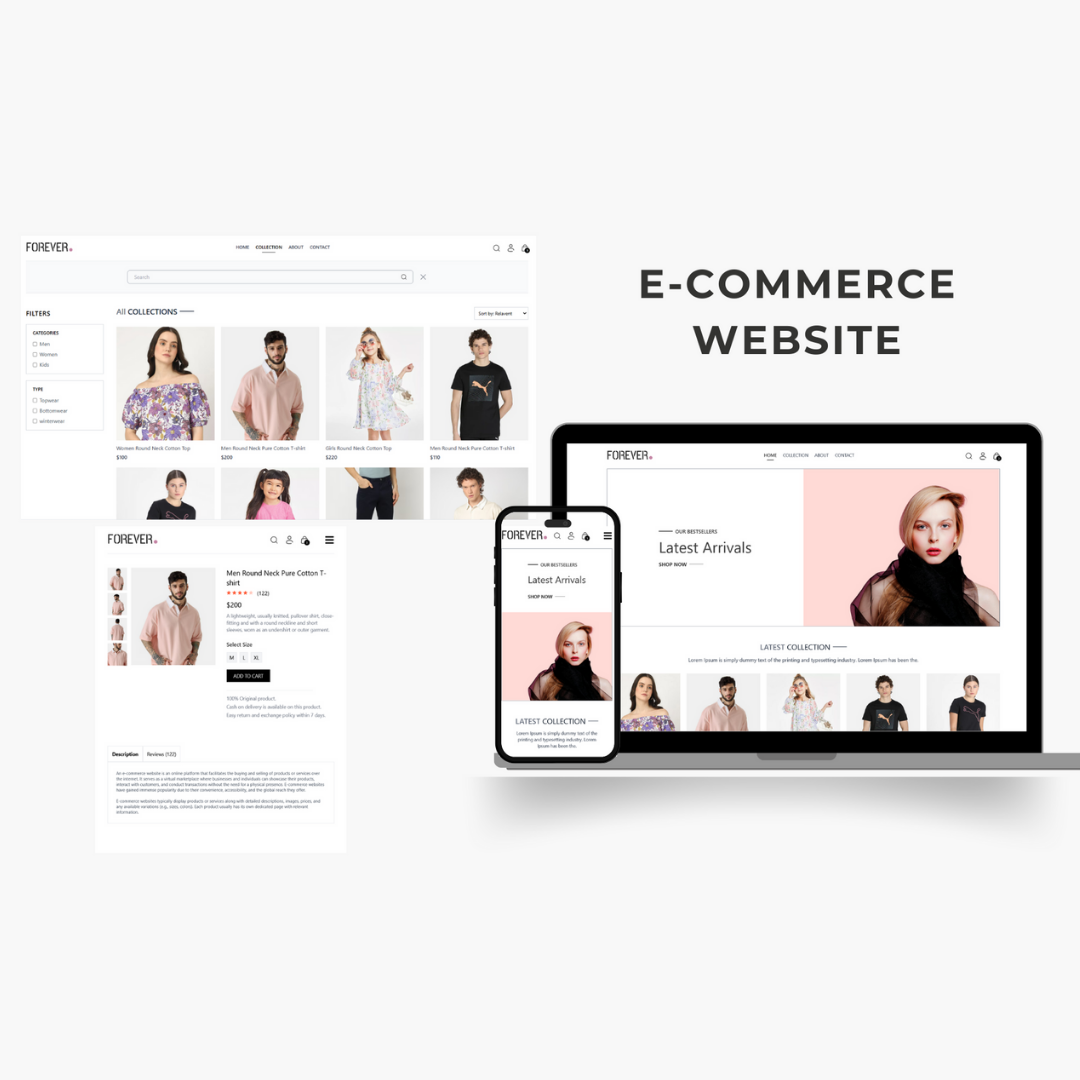 FOREVER.
HOME COLLECTION ABOUT CONTACT
Search
FILTERS
CATEGORIES
Men
Women
Kids
TYPE
Topwear
Bottomwear
winterwear
All COLLECTIONS
Sort by: Relavent
Women Round Neck Cotton Top
$100
Men Round Neck Pure Cotton T-shirt
$200
Girls Round Neck Cotton Top
$220
Men Round Neck Pure Cotton T-shirt
$110
E-COMMERCE
WEBSITE
FOREVER.
Men Round Neck Pure Cotton T-
shirt
(122)
$200
A lightweight, usually knitted, pullover shirt, close-
fitting and with a round neckline and short
sleeves, worn as an undershirt or outer garment.
Select Size
M L XL
ADD TO CART
100% Original product.
Cash on delivery is available on this product.
Easy return and exchange policy within 7 days.
Description Reviews (122)
An e-commerce website is an online platform that facilitates the buying and selling of products or services over
the internet. It serves as a virtual marketplace where businesses and individuals can showcase their products,
interact with customers, and conduct transactions without the need for a physical presence. E-commerce websites
have gained immense popularity due to their convenience, accessibility, and the global reach they offer.
E-commerce websites typically display products or services along with detailed descriptions, images, prices, and
any available variations (e.g., sizes, colors). Each product usually has its own dedicated page with relevant
information.
FOREVER.
OUR BESTSELLERS
Latest Arrivals
SHOP NOW
LATEST COLLECTION
Lorem Ipsum is simply dummy text of the
printing and typesetting industry. Lorem
Ipsum has been the.
FOREVER.
HOME COLLECTION ABOUT CONTACT
OUR BESTSELLERS
Latest Arrivals
SHOP NOW
LATEST COLLECTION
Lorem Ipsum is simply dummy text of the printing and typesetting industry. Lorem Ipsum has been the.